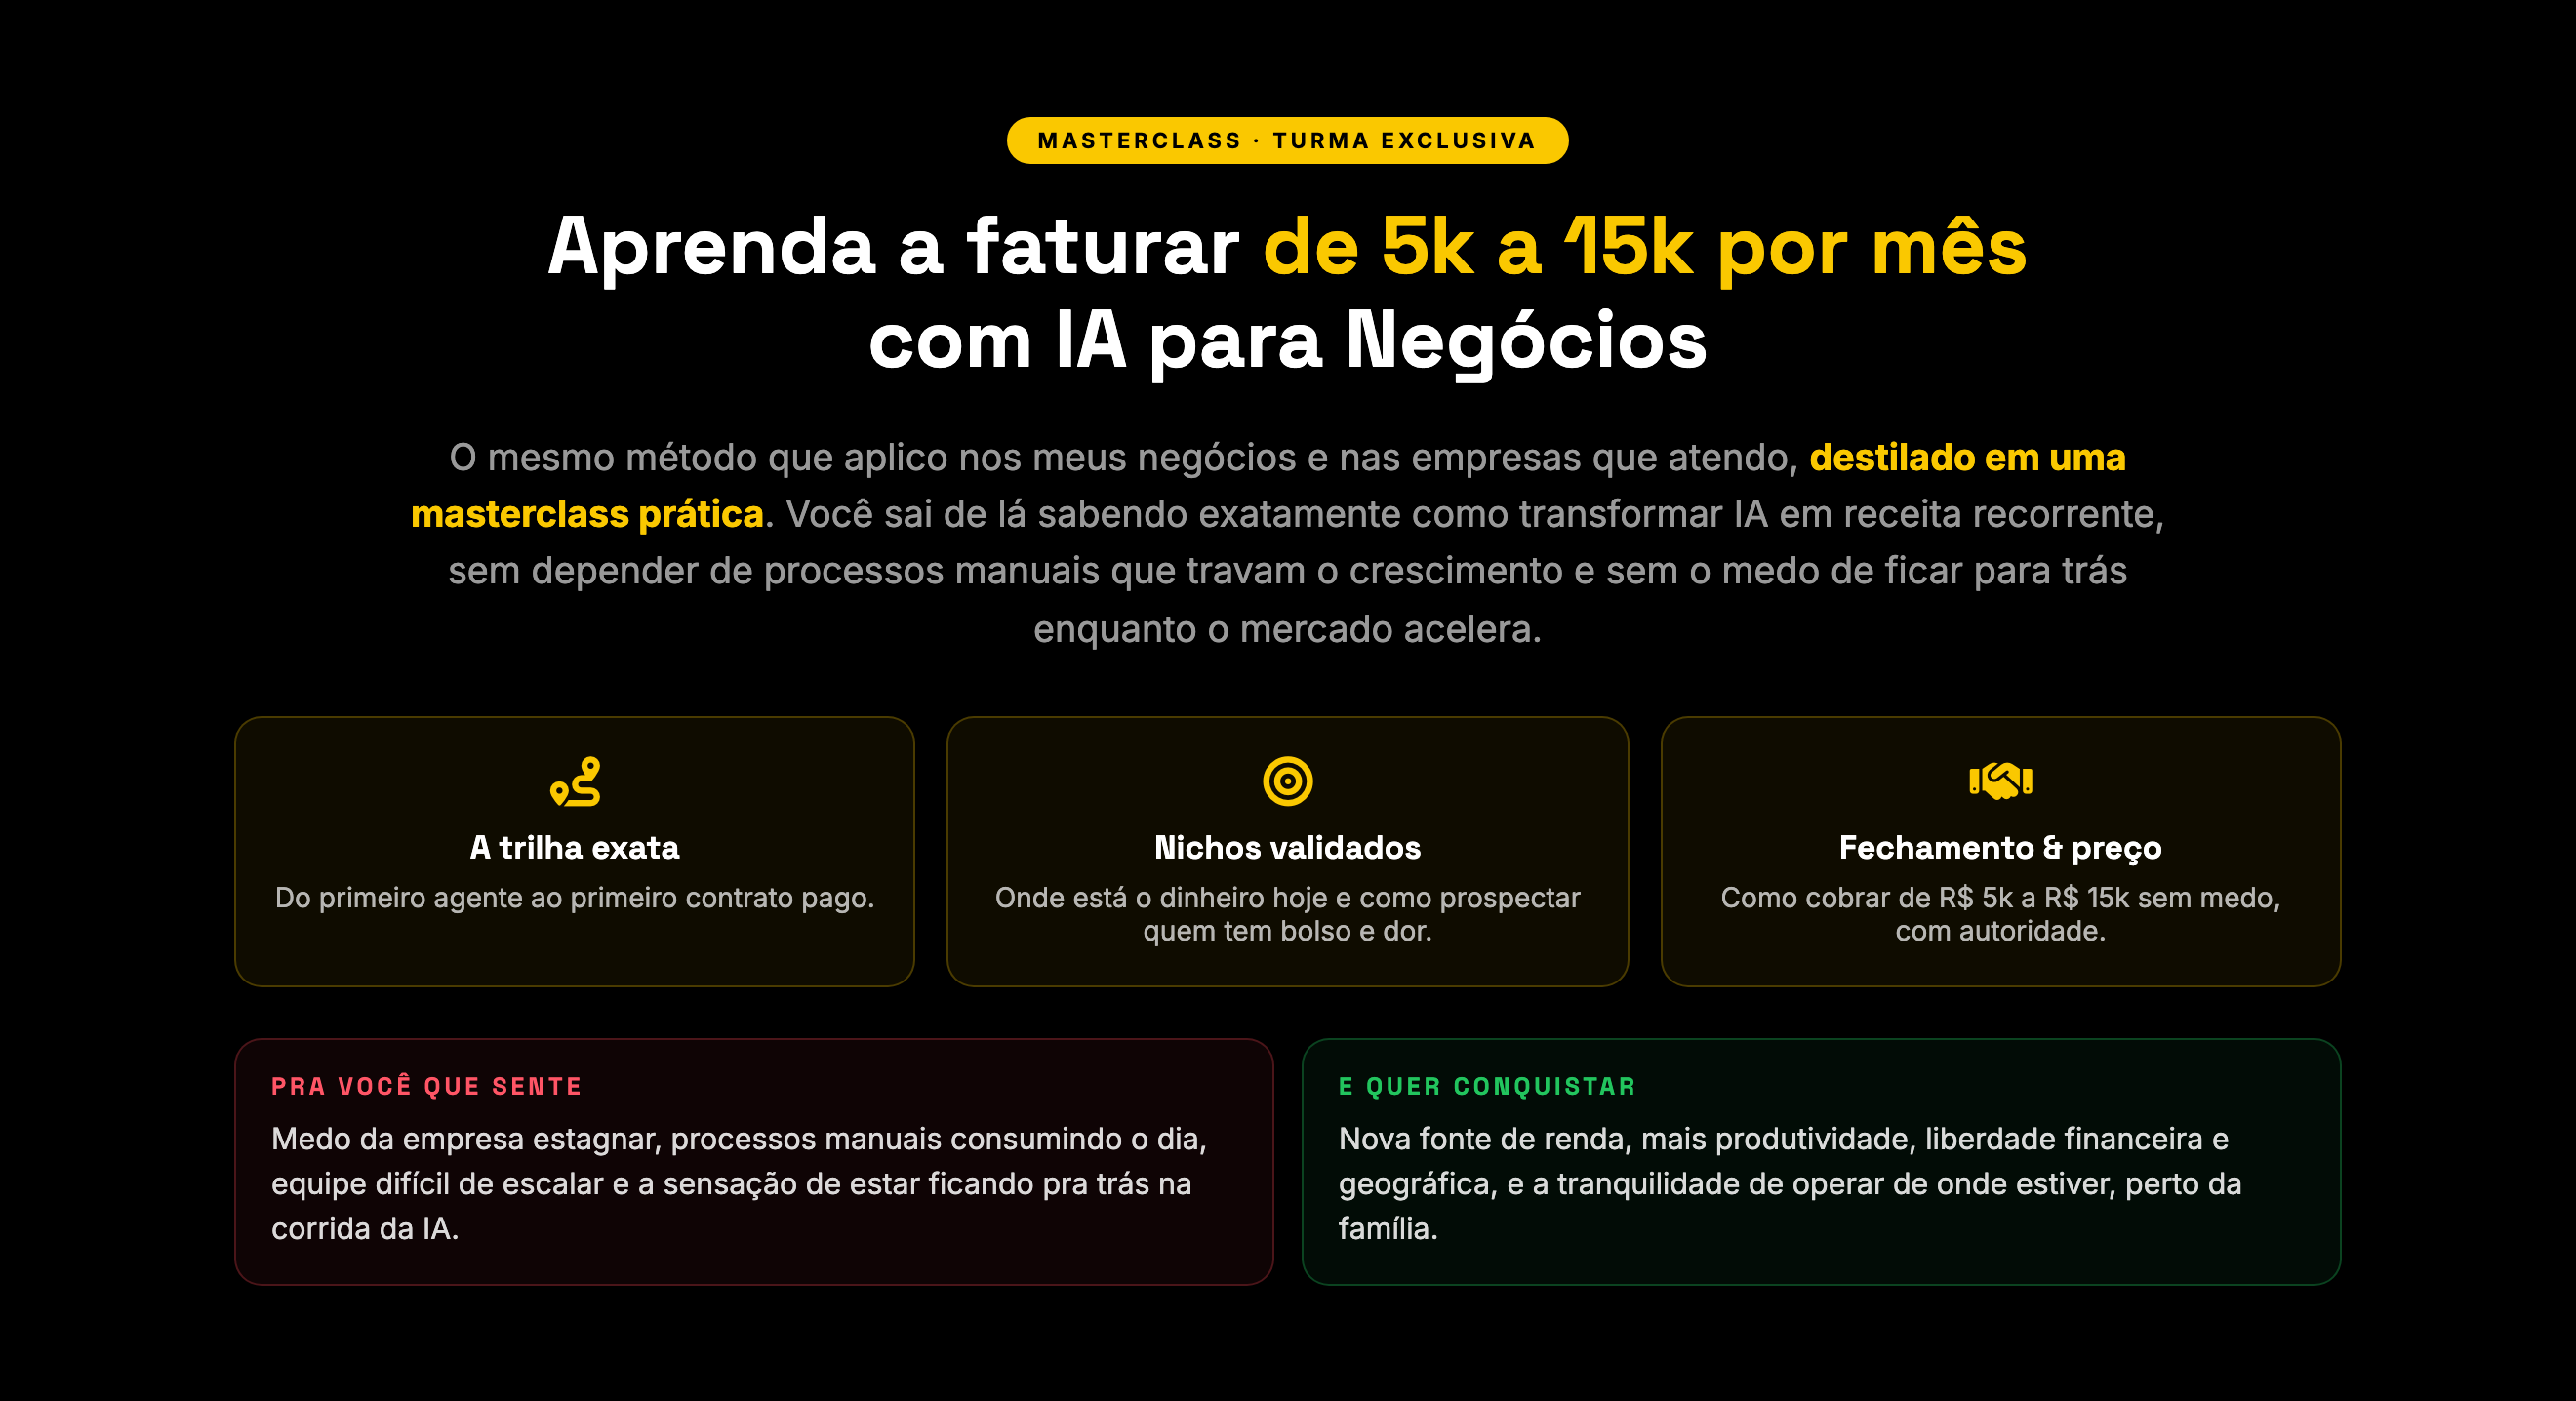 MASTERCLASS · TURMA EXCLUSIVA
Aprenda a faturar de 5k a 15k por mês
com IA para Negócios
O mesmo método que aplico nos meus negócios e nas empresas que atendo, destilado em uma
masterclass prática. Você sai de lá sabendo exatamente como transformar IA em receita recorrente,
sem depender de processos manuais que travam o crescimento e sem o medo de ficar para trás
enquanto o mercado acelera.
A trilha exata
Do primeiro agente ao primeiro contrato pago.
Nichos validados
Onde está o dinheiro hoje e como prospectar
quem tem bolso e dor.
Fechamento & preço
Como cobrar de R$ 5k a R$ 15k sem medo,
com autoridade.
PRA VOCÊ QUE SENTE
Medo da empresa estagnar, processos manuais consumindo o dia,
equipe difícil de escalar e a sensação de estar ficando pra trás na
corrida da IA.
E QUER CONQUISTAR
Nova fonte de renda, mais produtividade, liberdade financeira e
geográfica, e a tranquilidade de operar de onde estiver, perto da
família.